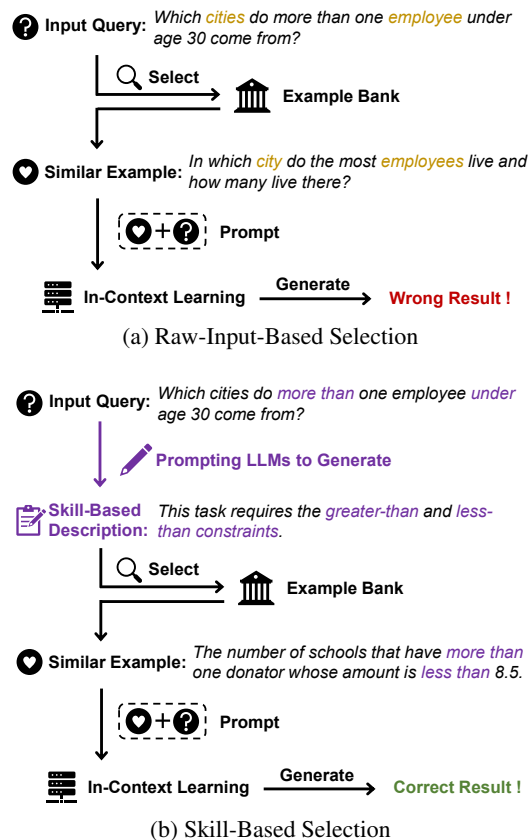 Input Query: Which cities do more than one employee under
age 30 come from?
Select
Example Bank
Similar Example: In which city do the most employees live and
how many live there?
Prompt
In-Context Learning Generate Wrong Result !
(a) Raw-Input-Based Selection
Input Query: Which cities do more than one employee under
age 30 come from?
Prompting LLMs to Generate
Skill-Based This task requires the greater-than and less-
Description: than constraints.
Select
Example Bank
Similar Example: The number of schools that have more than
one donator whose amount is less than 8.5.
Prompt
In-Context Learning Generate Correct Result !
(b) Skill-Based Selection